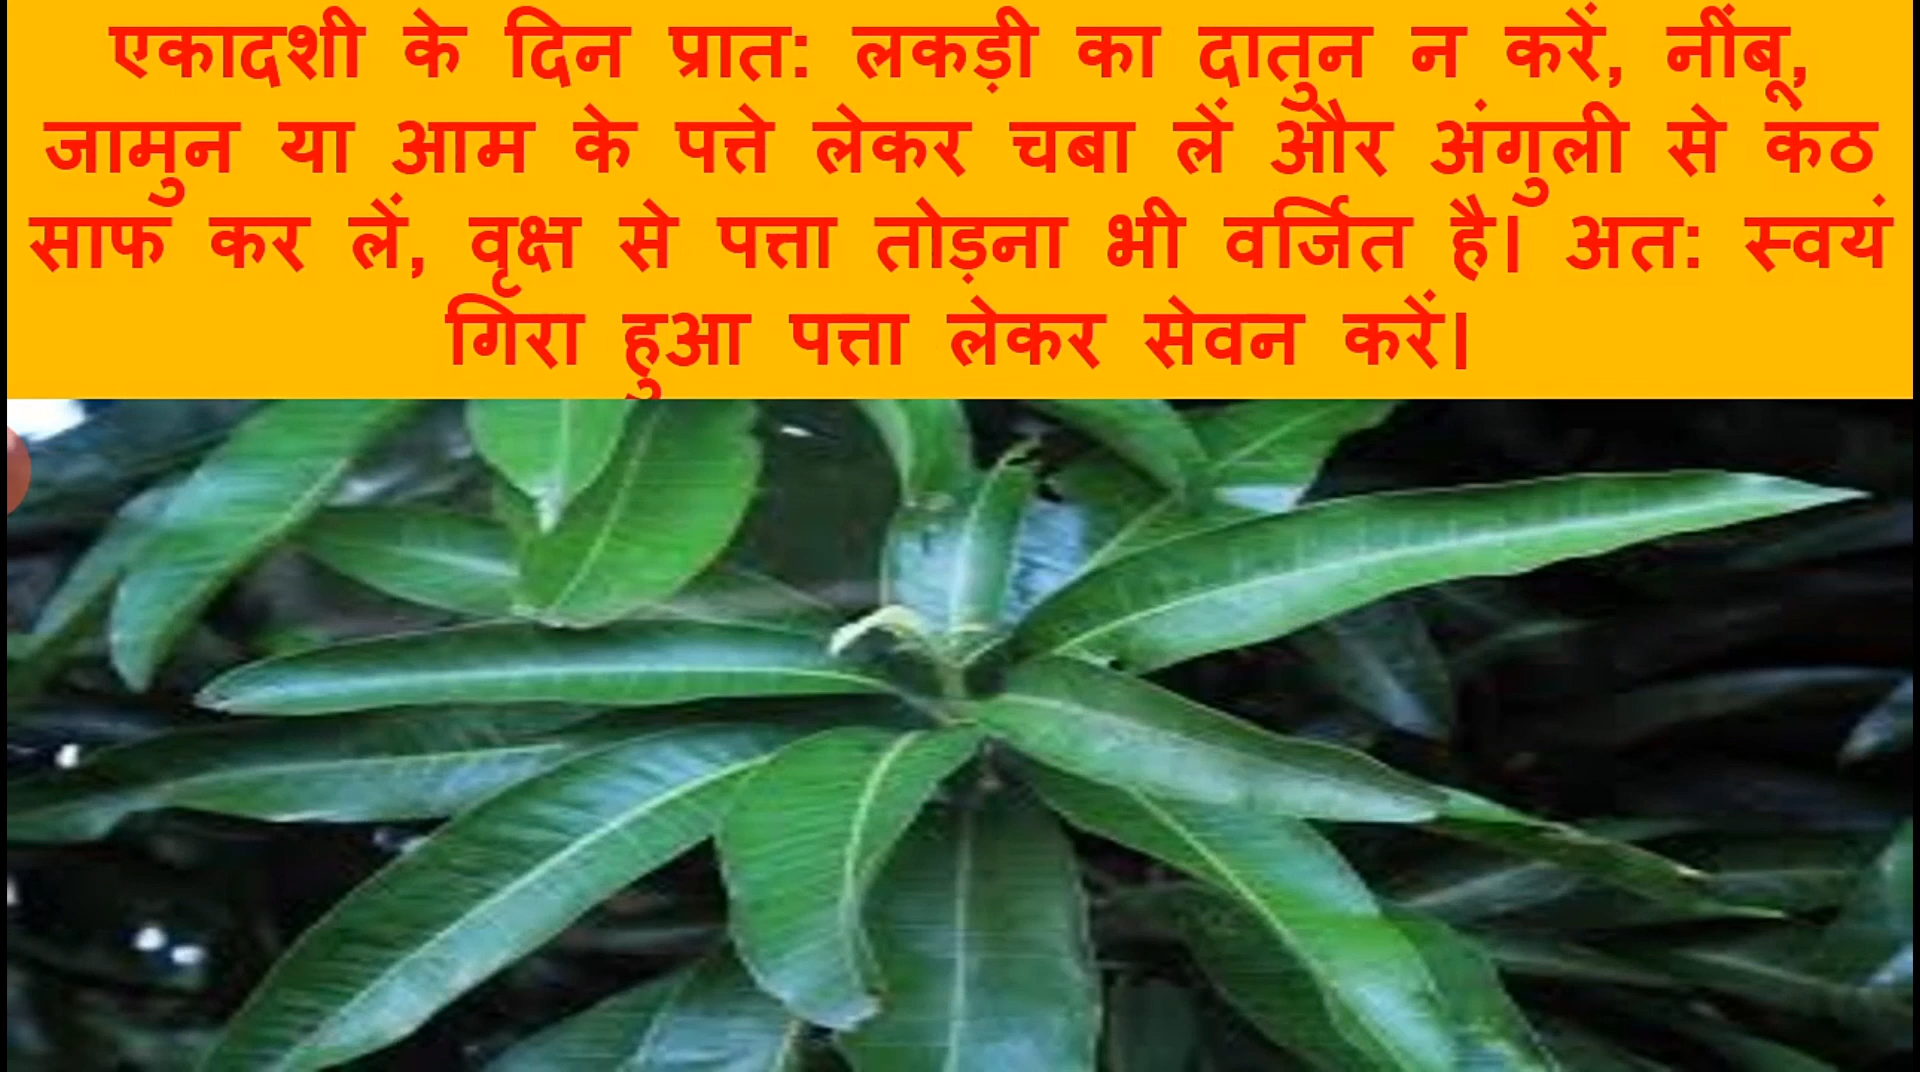 एकादशी के दिन प्रात: लकड़ी का दातुन न करें, नींबू,
जामुन या आम के पत्ते लेकर चबा लें और अंगुली से कंठ
साफ कर लें, वृक्ष से पत्ता तोड़ना भी वर्जित है। अत: स्वयं
गिरा हुआ पत्ता लेकर सेवन करें।